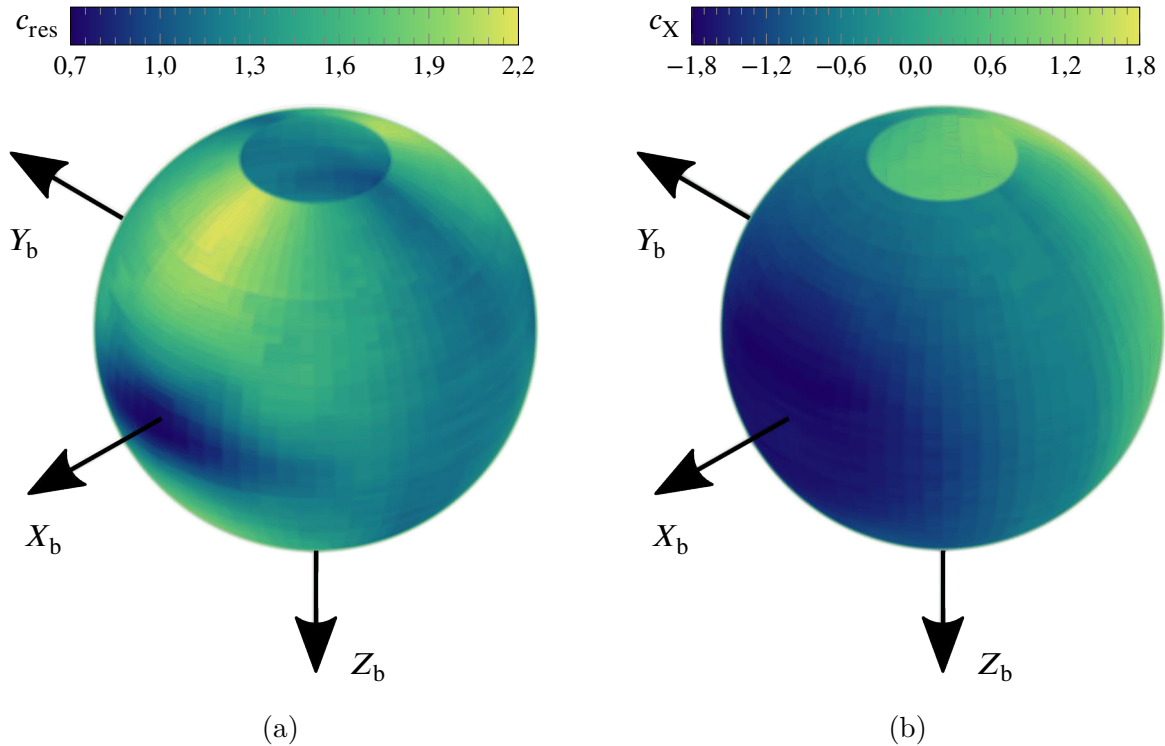 c_res
0,7 1,0 1,3 1,6 1,9 2,2
Y_b
X_b
Z_b
(a)
c_X
−1,8 −1,2 −0,6 0,0 0,6 1,2 1,8
Y_b
X_b
Z_b
(b)